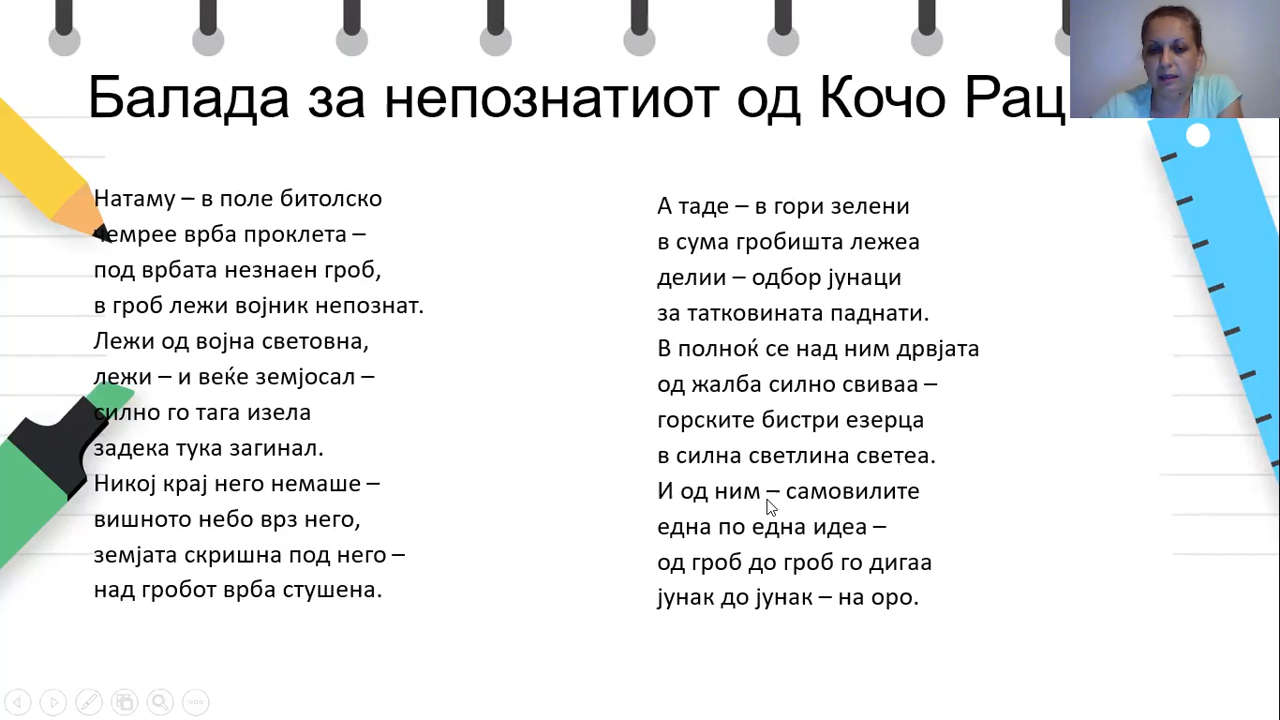 Балада за непознатиот од Кочо Рац
Натаму – в поле битолско
чемрее врба проклета –
под врбата незнаен гроб,
в гроб лежи војник непознат.
Лежи од војна световна,
лежи – и веќе земјосал –
силно го тага изела
задека тука загинал.
Никој крај него немаше –
вишното небо врз него,
земјата скришна под него –
над гробот врба стушена.
А таде – в гори зелени
в сума гробишта лежеа
делии – одбор јунаци
за татковината паднати.
В полноќ се над ним дрвјата
од жалба силно свиваа –
горските бистри езерца
в силна светлина светеа.
И од ним – самовилите
една по една идеа –
од гроб до гроб го дигаа
јунак до јунак – на оро.